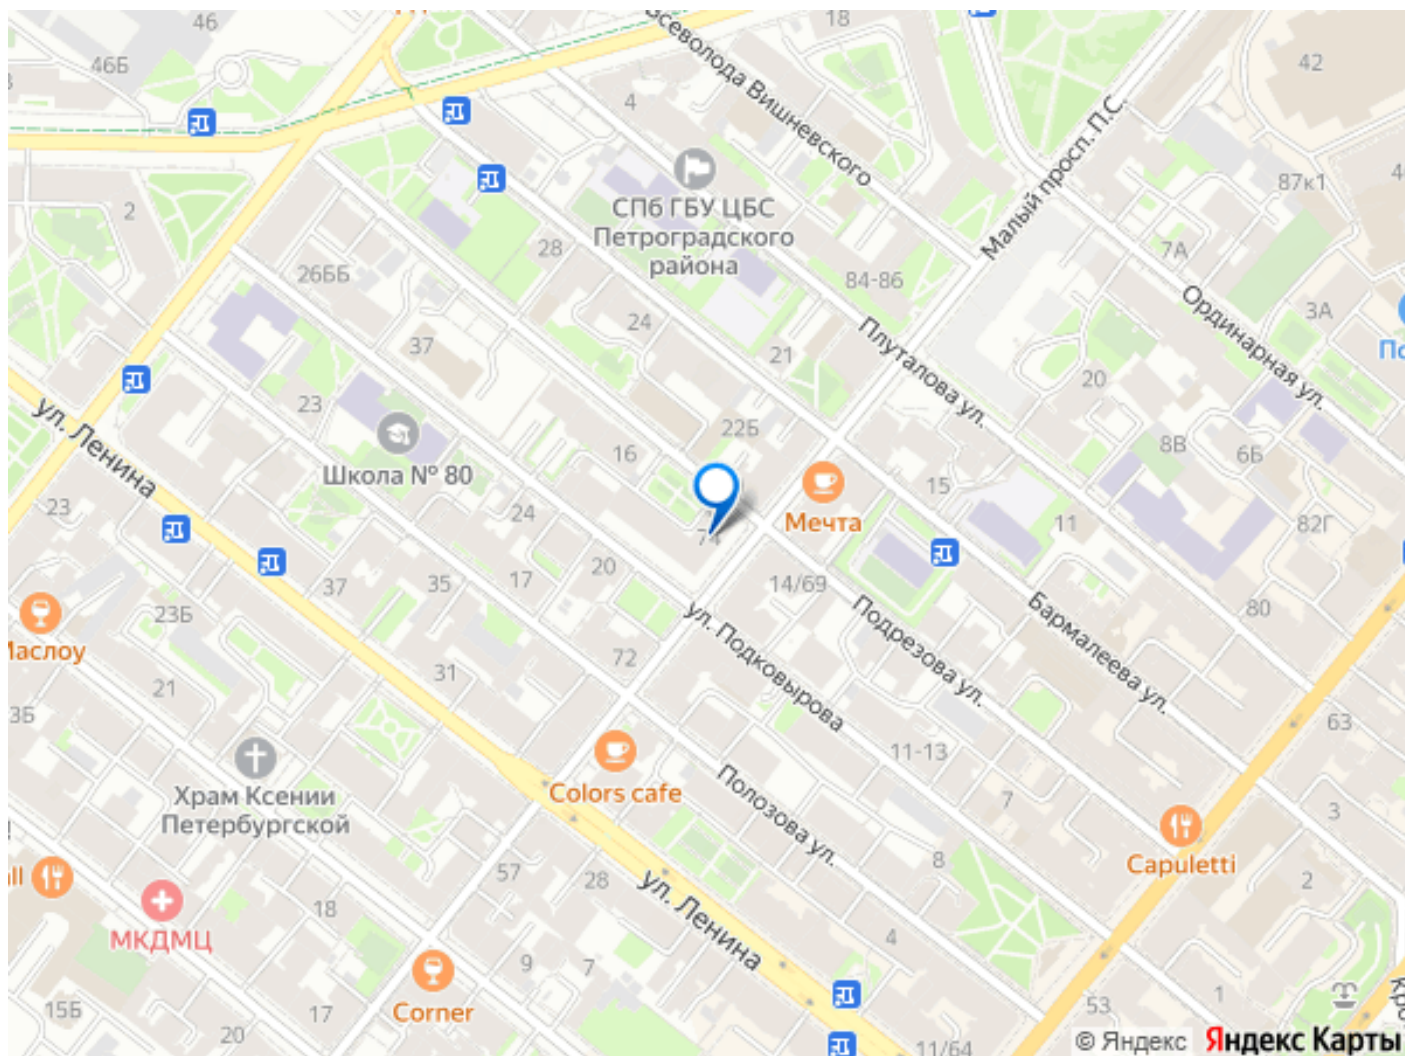 46
18
Всеволода Вишневского
46Б
42
4
Малый просп. П.С.
СПб ГБУ ЦБС
Петроградского
района
87к1
2
28
7А
26ББ
84-86
Ординарная ул.
3А
24
Плуталова ул.
37
21
По
20
23
ул. Ленина
22Б
8В
6Б
16
Школа № 80
15
23
24
Мечта
11
82Г
74
20
37
35
17
14/69
Бармалеева ул.
80
23Б
ул. Подковырова
Подрезова ул.
Маслоу
72
31
21
3Б
63
11-13
Храм Ксении
Петербургской
Colors cafe
Полозова ул.
7
3
8
Capuletti
57
28
ул. Ленина
2
18
МКДМЦ
4
9
7
Corner
15Б
17
20
1
53
11/64
Кро
© Яндекс Яндекс Карты